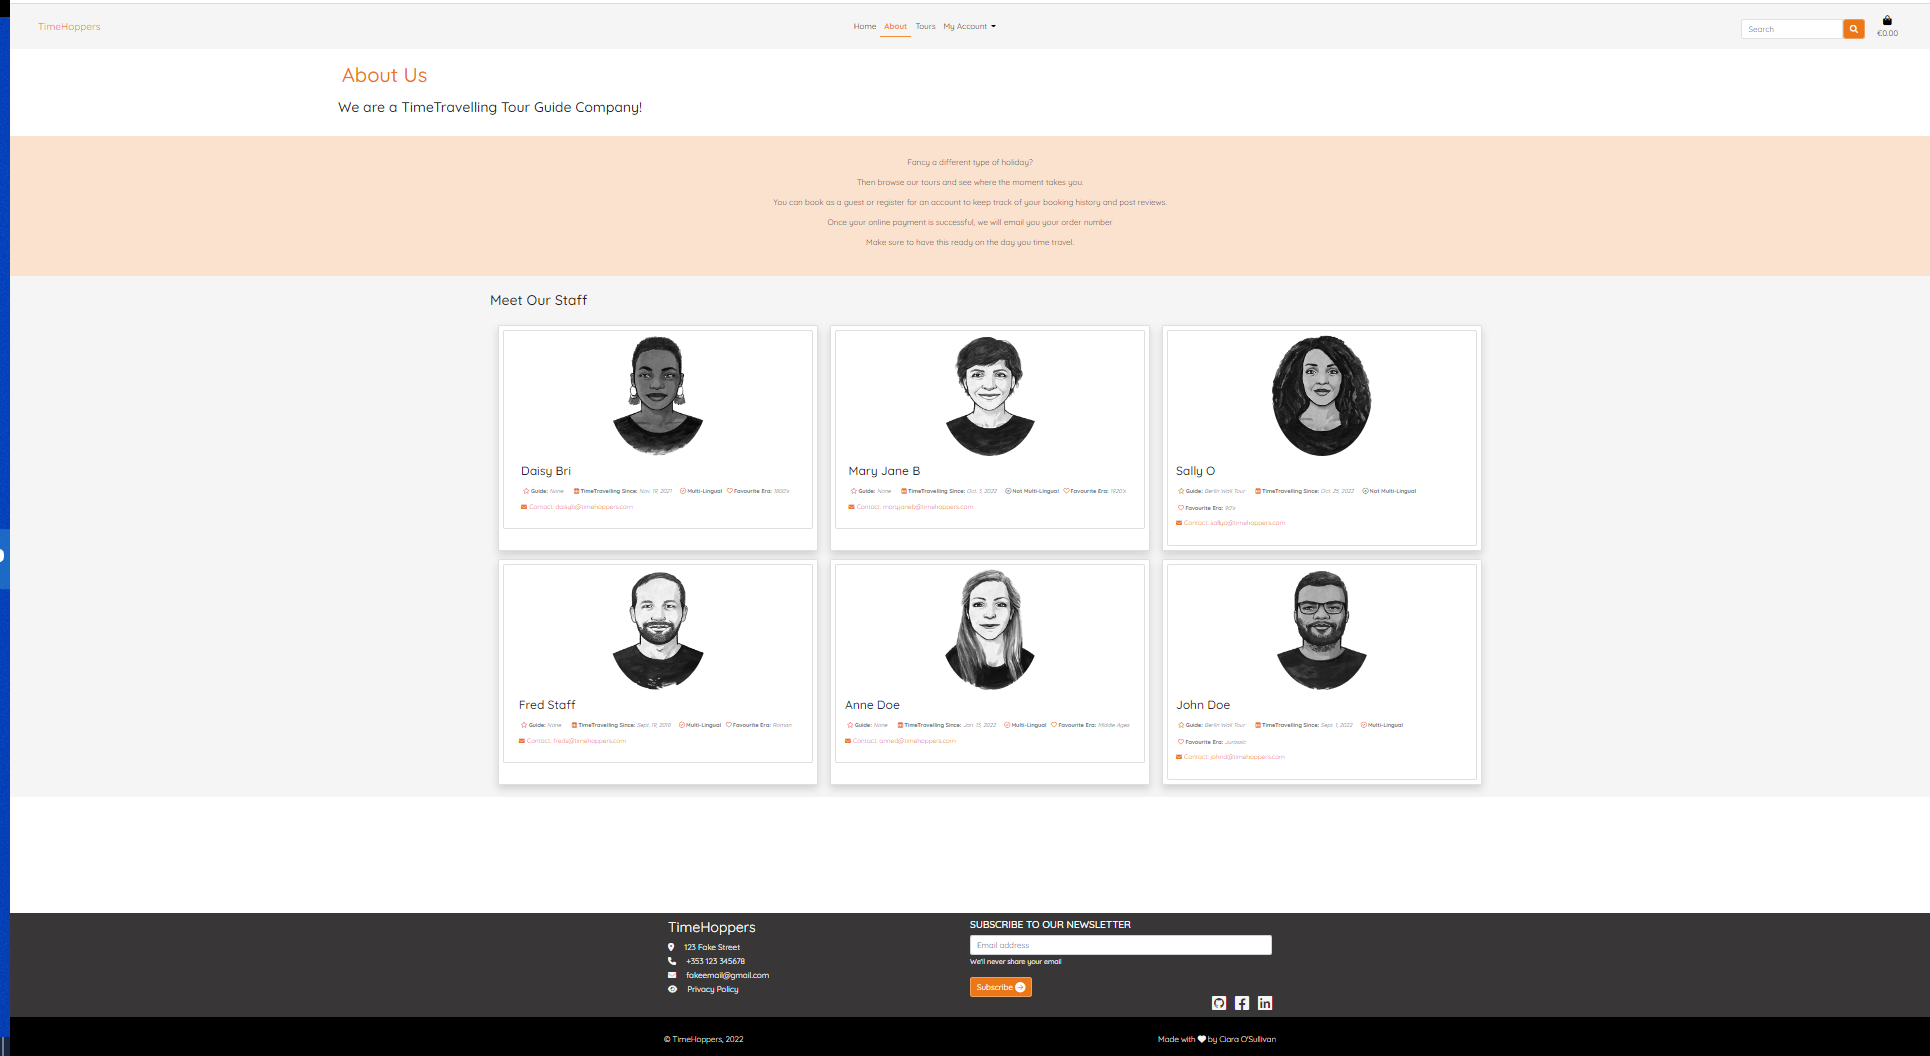 TimeHoppers
Home About Tours My Account
Search
€0.00
About Us
We are a TimeTravelling Tour Guide Company!
Fancy a different type of holiday?
Then browse our tours and see where the moment takes you.
You can book as a guest or register for an account to keep track of your booking history and post reviews.
Once your online payment is successful, we will email you your order number
Make sure to have this ready on the day you time travel.
Meet Our Staff
Daisy Bri
Guide: None TimeTravelling Since: Nov. 19, 2021 Multi-Lingual Favourite Era: 1800's
Contact: @timehoppers.com
Mary Jane B
Guide: None TimeTravelling Since: Oct. 2022 Not Multi-Lingual Favourite Era: 1920's
Contact: @timehoppers.com
Sally O
Guide: Berlin Wall Tour TimeTravelling Since: Oct. 25, 2022 Not Multi-Lingual
Favourite Era: 90's
Contact: sallyo@timehoppers.com
Fred Staff
Guide: None TimeTravelling Since: Sept. 19, Multi-Lingual Favourite Era: Roman
Contact: freds@timehoppers.com
Anne Doe
Guide: None TimeTravelling Since: Jan. 15, 2022 Multi-Lingual Favourite Era: Middle Ages
Contact: anned@timehoppers.com
John Doe
Guide: Berlin Wall Tour TimeTravelling Since: Sept. 1, 2022 Multi-Lingual
Favourite Era: Jurassic
Contact: johnd@timehoppers.com
TimeHoppers
123 Fake Street
+353 123 345678
fakeemail@gmail.com
Privacy Policy
SUBSCRIBE TO OUR NEWSLETTER
Email address
We'll never share your email
Subscribe
© TimeHoppers, 2022
Made with by Ciara O'Sullivan